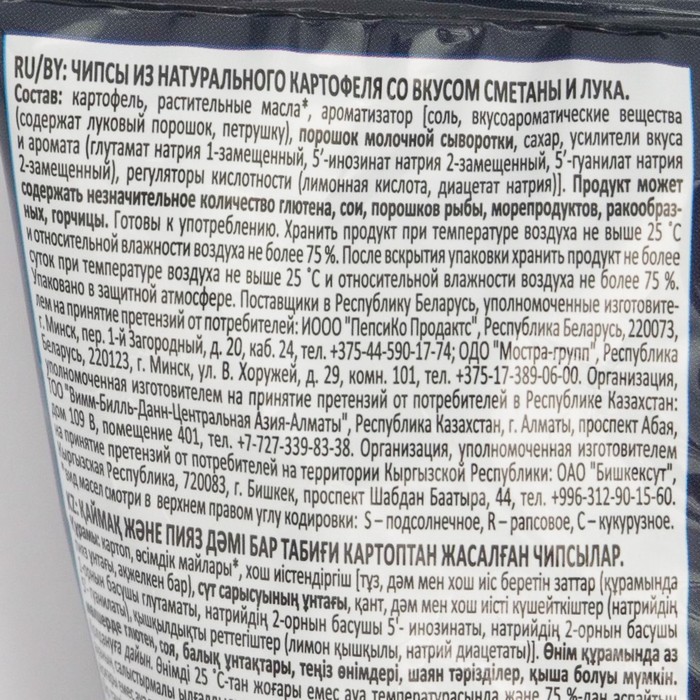 RU/BY: ЧИПСЫ ИЗ НАТУРАЛЬНОГО КАРТОФЕЛЯ СО ВКУСОМ СМЕТАНЫ И ЛУКА.
Состав: картофель, растительные масла*, ароматизатор [соль, вкусоароматические вещества
(содержат луковый порошок, петрушку), порошок молочной сыворотки, сахар, усилители вкуса
и аромата (глутамат натрия 1-замещенный, 5′-инозинат натрия 2-замещенный, 5′-гуанилат натрия
2-замещенный), регуляторы кислотности (лимонная кислота, диацетат натрия)]. Продукт может
содержать незначительное количество глютена, сои, порошков рыбы, морепродуктов, ракообраз-
ных, горчицы. Готовы к употреблению. Хранить продукт при температуре воздуха не выше 25 ˚С
и относительной влажности воздуха не более 75 %. После вскрытия упаковки хранить продукт не более
суток при температуре воздуха не выше 25 ˚С и относительной влажности воздуха не более 75 %.
Упаковано в защитной атмосфере. Поставщики в Республику Беларусь, уполномоченные изготовите-
лем на принятие претензий от потребителей: ИООО "ПепсиКо Продактс", Республика Беларусь, 220073,
г. Минск, пер. 1-й Загородный, д. 20, каб. 24, тел. +375-44-590-17-74; ОДО "Мостра-групп", Республика
Беларусь, 220123, г. Минск, ул. В. Хоружей, д. 29, комн. 101, тел. +375-17-389-06-00. Организация,
уполномоченная изготовителем на принятие претензий от потребителей в Республике Казахстан:
ТОО "Вимм-Билль-Данн-Центральная Азия-Алматы", Республика Казахстан, г. Алматы, проспект Абая,
дом 109 В, помещение 401, тел. +7-727-339-83-38. Организация, уполномоченная изготовителем
на принятие претензий от потребителей на территории Кыргызской Республики: ОАО "Бишкексут",
Кыргызская Республика, 720083, г. Бишкек, проспект Шабдан Баатыра, 44, тел. +996-312-90-15-60.
*Вид масел смотри в верхнем правом углу кодировки: S – подсолнечное, R – рапсовое, C – кукурузное.
KZ: ҚАЙМАҚ ЖӘНЕ ПИЯЗ ДӘМІ БАР ТАБИҒИ КАРТОПТАН ЖАСАЛҒАН ЧИПСЫЛАР.
Құрамы: картоп, өсімдік майлары*, хош иістендіргіш [тұз, дәм мен хош иіс беретін заттар (құрамында
пияз ұнтағы, ақжелкен бар), сүт сарысуының ұнтағы, қант, дәм мен хош иісті күшейткіштер (натрийдің
1-орын басушы глутаматы, натрийдің 2-орын басушы 5′- инозинаты, натрийдің 2-орын басушы
қышқылдықты реттегіштер (лимон қышқылы, натрий диацетаты)]. Өнім құрамында аз
мөлшерде глютен, соя, балық ұнтақтары, теңіз өнімдері, шаян тәрізділер, қыша болуы мүмкін.
дайын. Өнімді 25 ˚С-тан жоғары емес ауа температурасында және 75 %-дан аспайтын